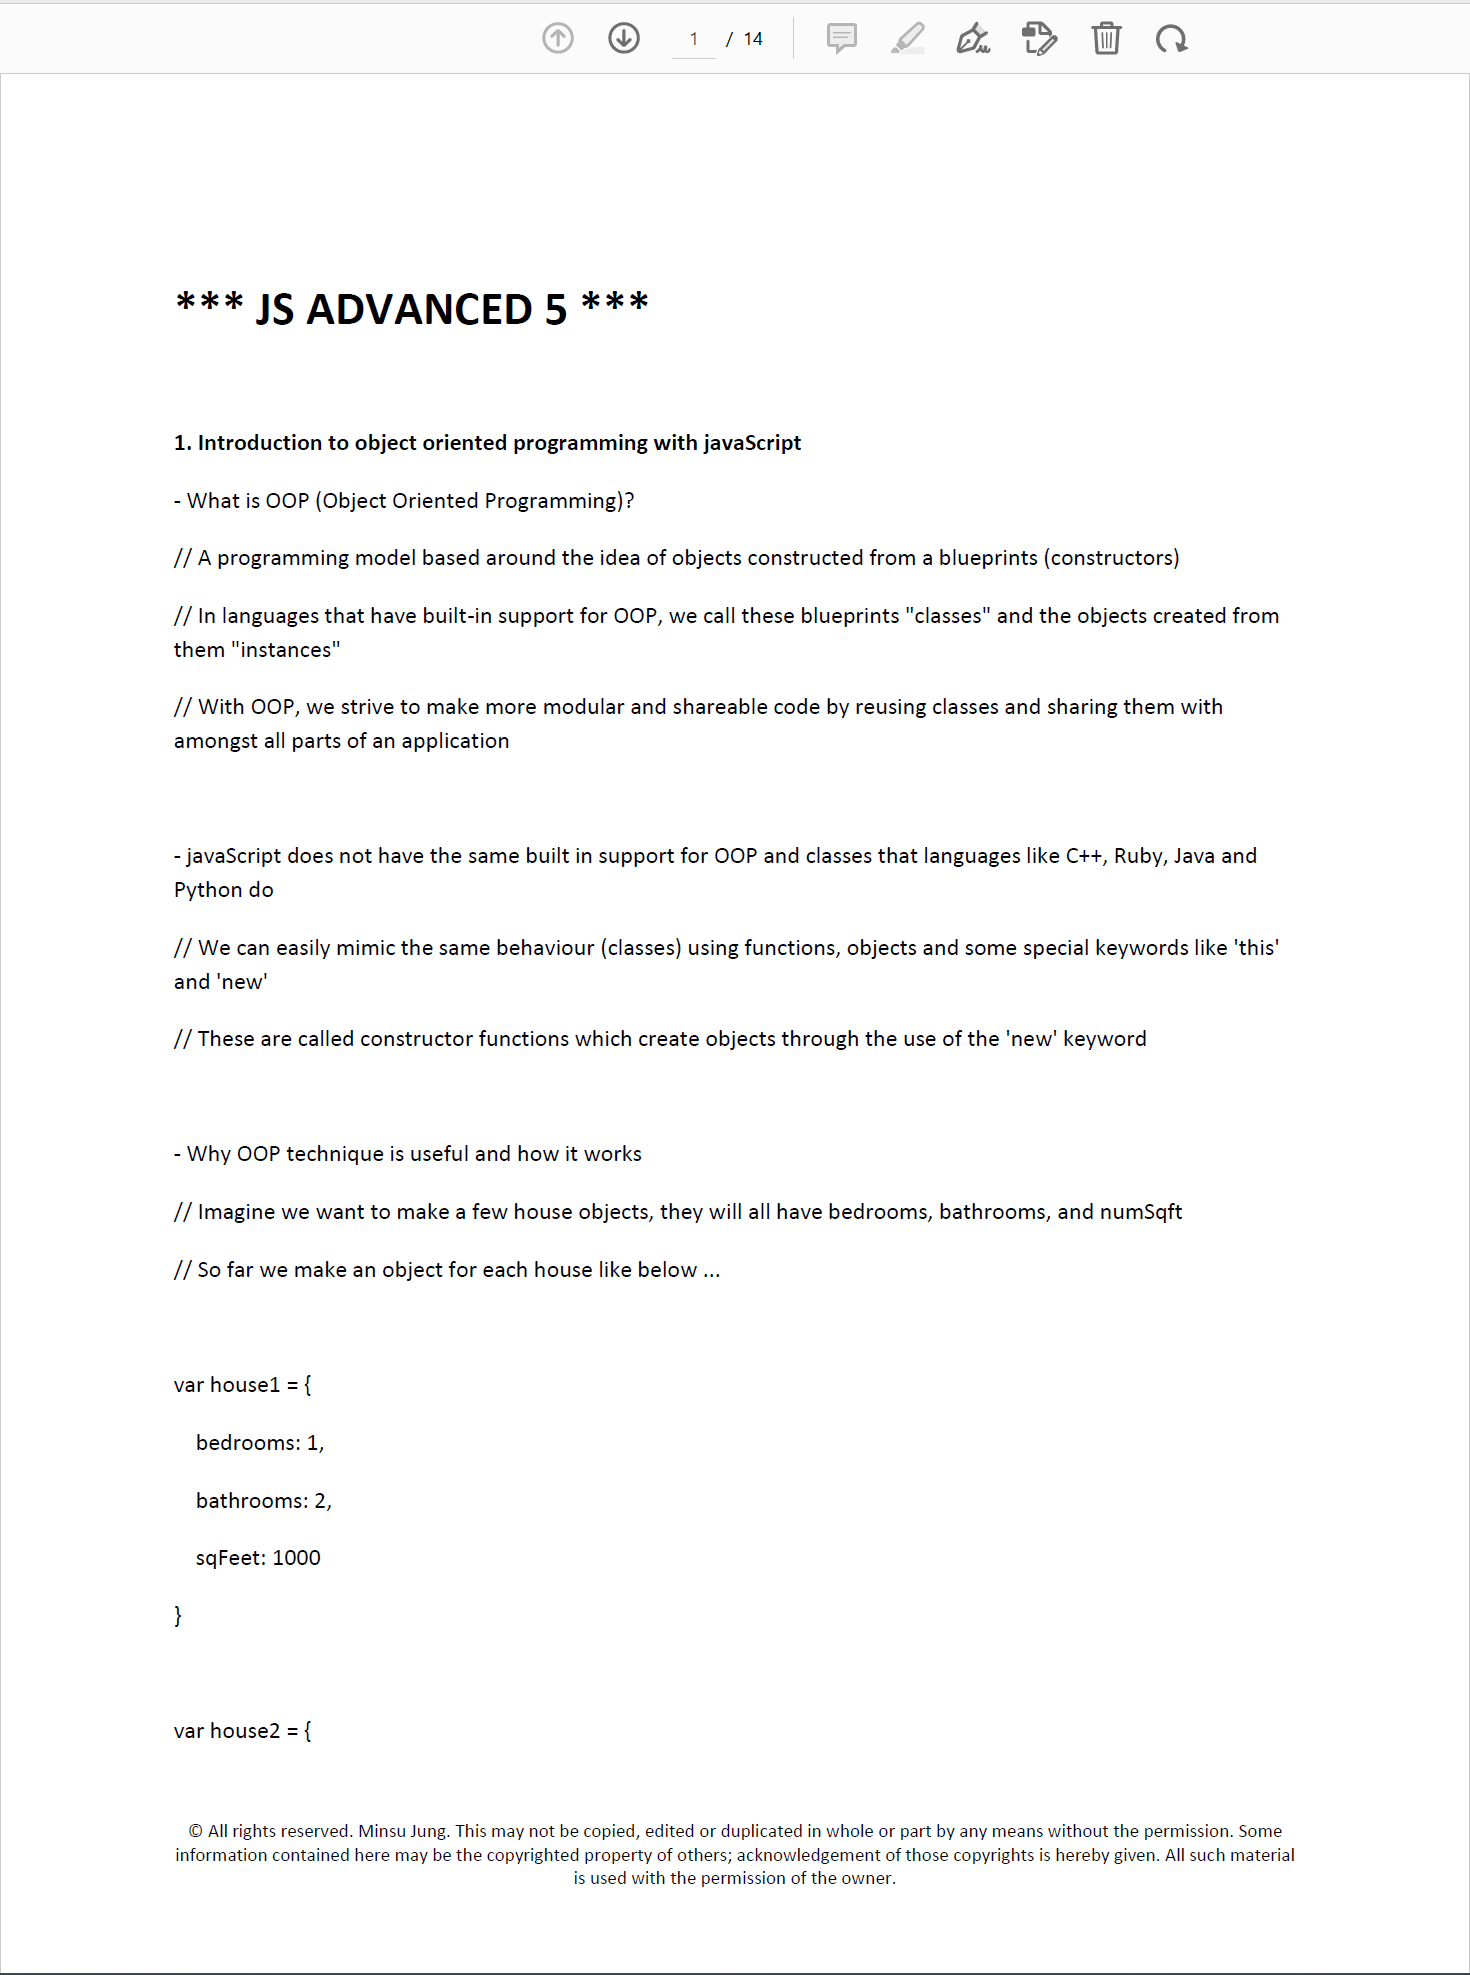 1 / 14
*** JS ADVANCED 5 ***
1. Introduction to object oriented programming with javaScript
- What is OOP (Object Oriented Programming)?
// A programming model based around the idea of objects constructed from a blueprints (constructors)
// In languages that have built-in support for OOP, we call these blueprints "classes" and the objects created from
them "instances"
// With OOP, we strive to make more modular and shareable code by reusing classes and sharing them with
amongst all parts of an application
- javaScript does not have the same built in support for OOP and classes that languages like C++, Ruby, Java and
Python do
// We can easily mimic the same behaviour (classes) using functions, objects and some special keywords like 'this'
and 'new'
// These are called constructor functions which create objects through the use of the 'new' keyword
- Why OOP technique is useful and how it works
// Imagine we want to make a few house objects, they will all have bedrooms, bathrooms, and numSqft
// So far we make an object for each house like below ...
var house1 = {
bedrooms: 1,
bathrooms: 2,
sqFeet: 1000
}
var house2 = {
© All rights reserved. Minsu Jung. This may not be copied, edited or duplicated in whole or part by any means without the permission. Some
information contained here may be the copyrighted property of others; acknowledgement of those copyrights is hereby given. All such material
is used with the permission of the owner.